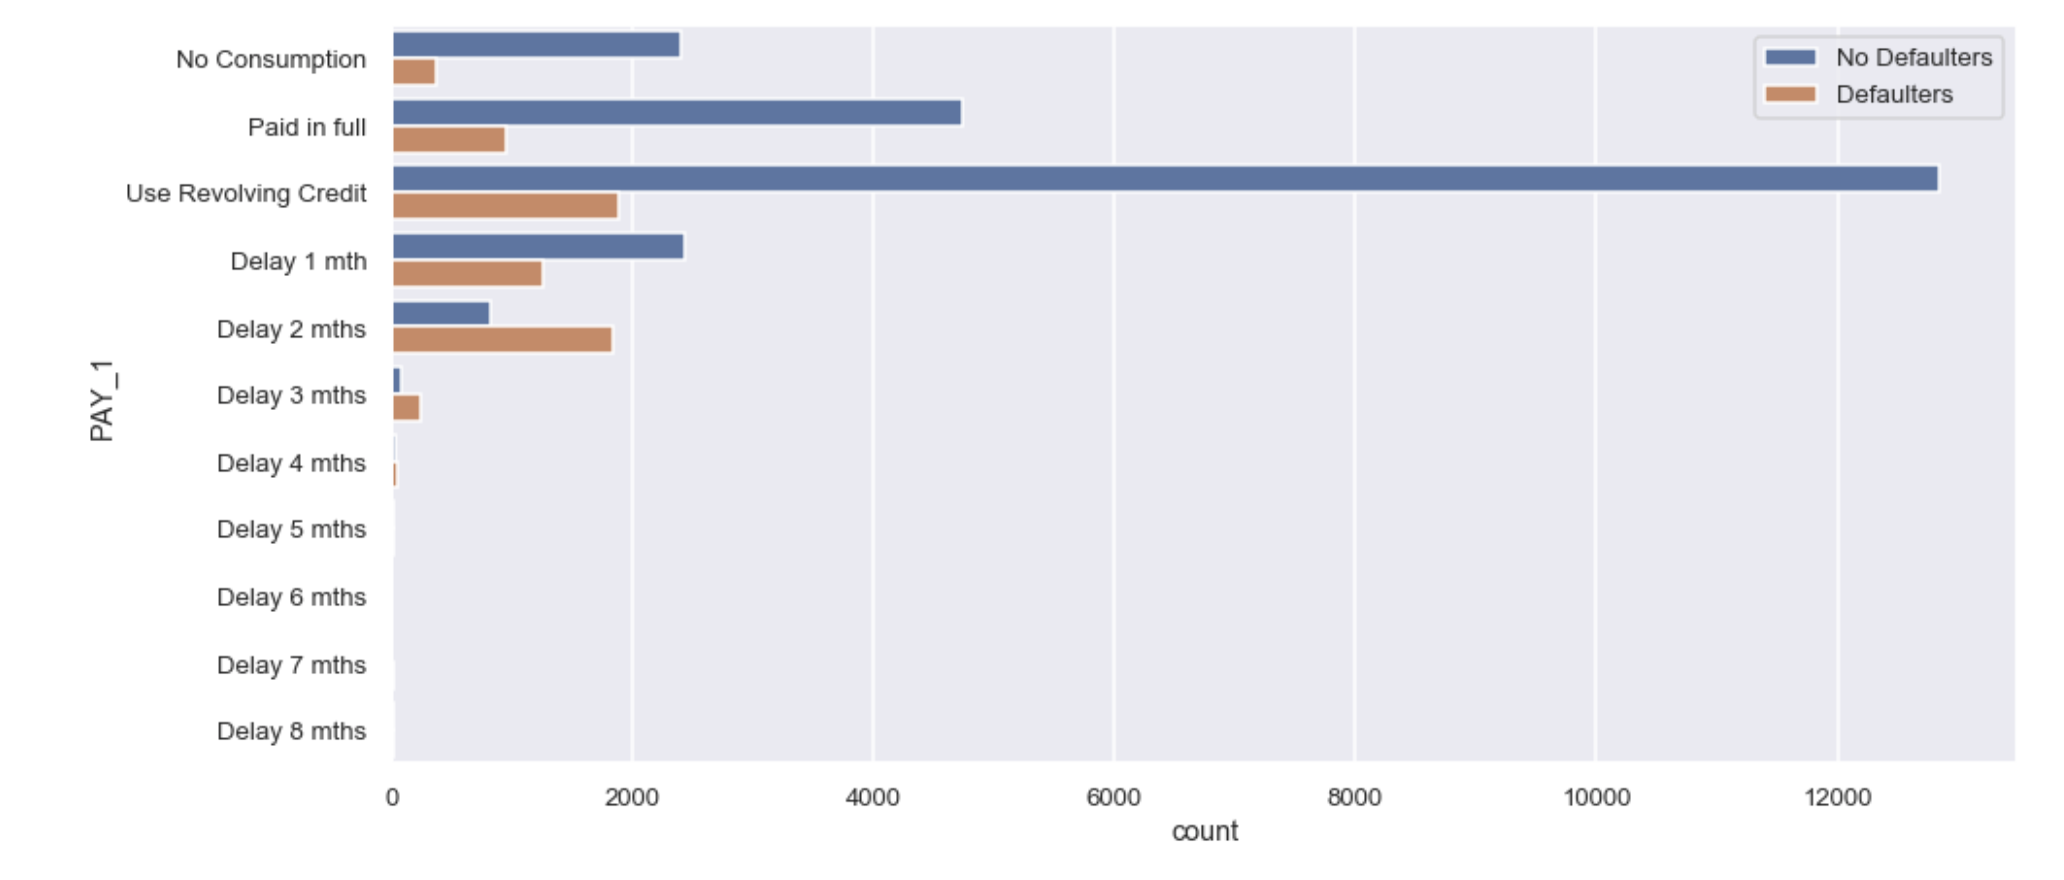 No Consumption
Paid in full
Use Revolving Credit
Delay 1 mth
Delay 2 mths
Delay 3 mths
Delay 4 mths
Delay 5 mths
Delay 6 mths
Delay 7 mths
Delay 8 mths
PAY_1
No Defaulters
Defaulters
0 2000 4000 6000 8000 10000 12000
count